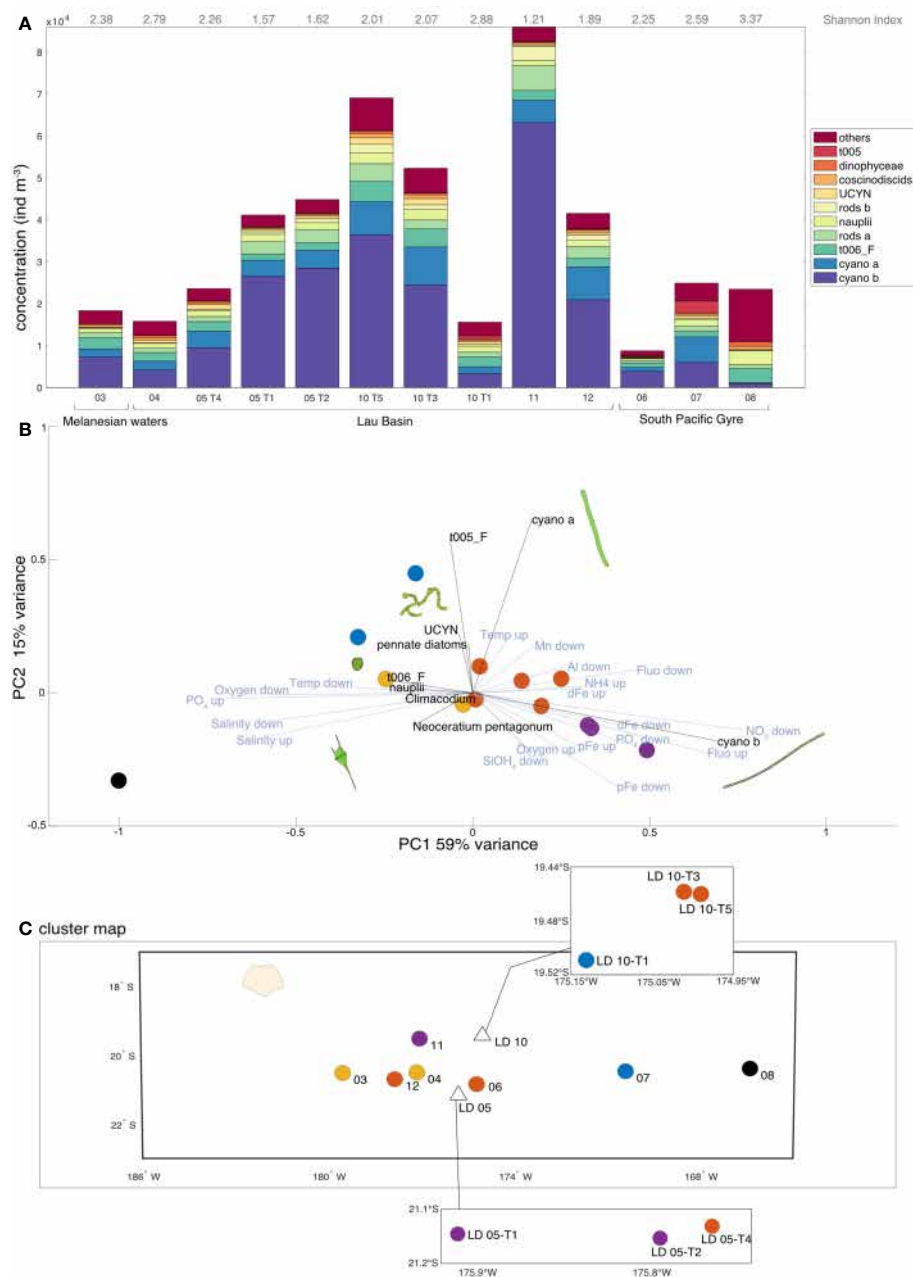 A
2.38 2.79 2.26 1.57 1.62 2.01 2.07 2.88 1.21 1.89 2.25 2.59 3.37 Shannon Index
×10⁴
concentration (ind m⁻³)
8
7
6
5
4
3
2
1
0
others
t005
dinophyceae
coscinodiscids
UCYN
rods b
nauplii
rods a
t006_F
cyano a
cyano b
03 04 05 T4 05 T1 05 T2 10 T5 10 T3 10 T1 11 12 06 07 08
Melanesian waters Lau Basin South Pacific Gyre
B
1
cyano a
t005_F
0.5
UCYN
pennate diatoms
Temp up
Mn down
Al down
Fluo down
t006_F
nauplii
NH4 up
Temp down
Oxygen down
dFe up
PO₄ up
0
Climacodium
Salinity down
Neoceratium pentagonum
dFe down
NO₃ down
Salinity up
PO₄ down
cyano b
Oxygen up
pFe up
Fluo up
SiOH₄ down
pFe down
PC2 15% variance
-0.5
-1 -0.5 0 0.5 1
PC1 59% variance
C cluster map
19.44°S
LD 10-T3
LD 10-T5
19.48°S
LD 10-T1
19.52°S
175.15°W 175.05°W 174.95°W
18° S
20° S
22° S
11
LD 10
03
12
04
06
07
08
LD 05
186° W 180° W 174° W 168° W
21.1°S
LD 05-T1
LD 05-T2
LD 05-T4
21.2°S
175.9°W 175.8°W